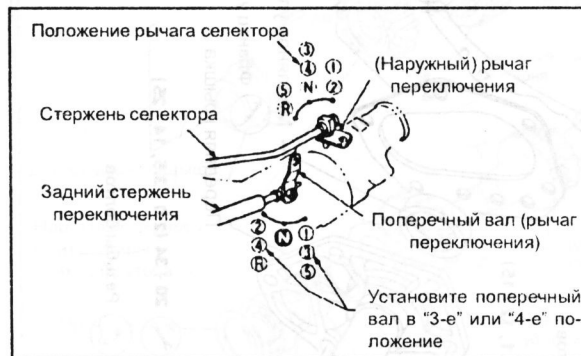 Положение рычага селектора
③
④ ①
(Наружный) рычаг
переключения
⑤ N ②
R
Стержень селектора
Задний стержень
переключения
Поперечный вал (рычаг
переключения)
② N ①
④ ③
R ⑤
Установите поперечный
вал в "3-е" или "4-е" по-
ложение